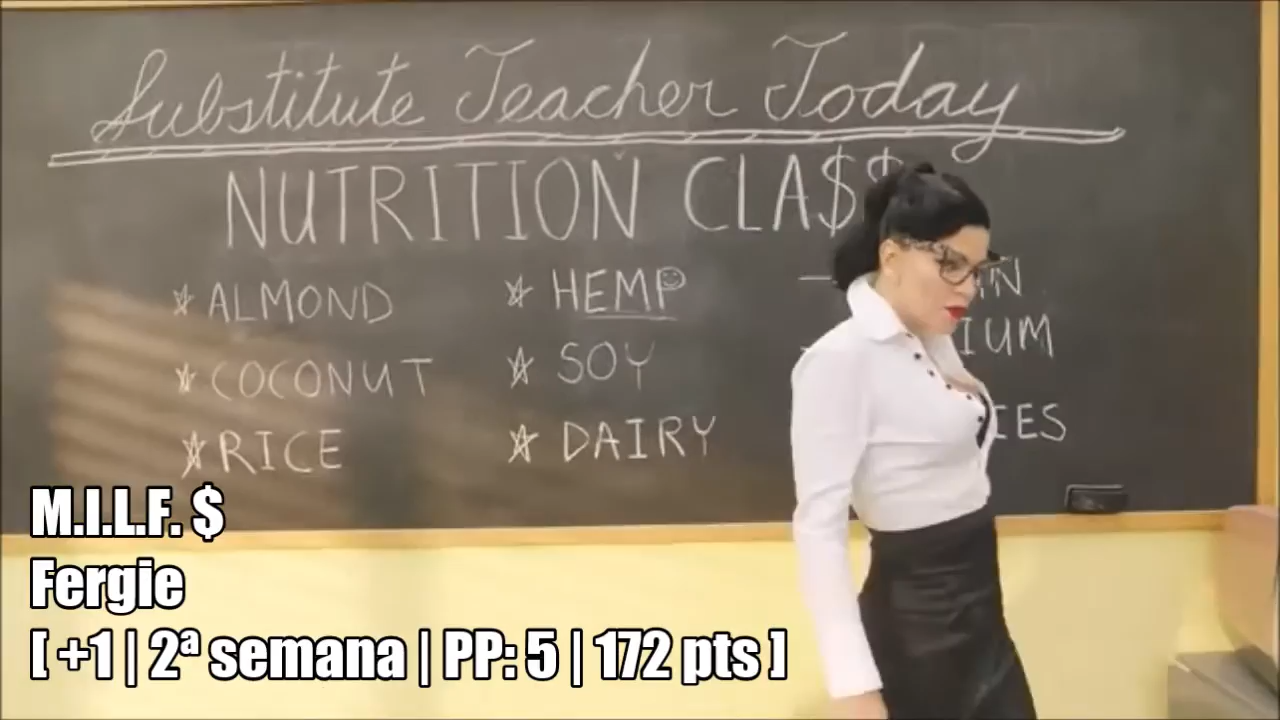 Substitute Teacher Today
NUTRITION CLA$$
☆ ALMOND
☆ COCONUT
☆ RICE
☆ HEMP☺
☆ SOY
☆ DAIRY
M.I.L.F. $
Fergie
[ +1 | 2ª semana | PP: 5 | 172 pts ]